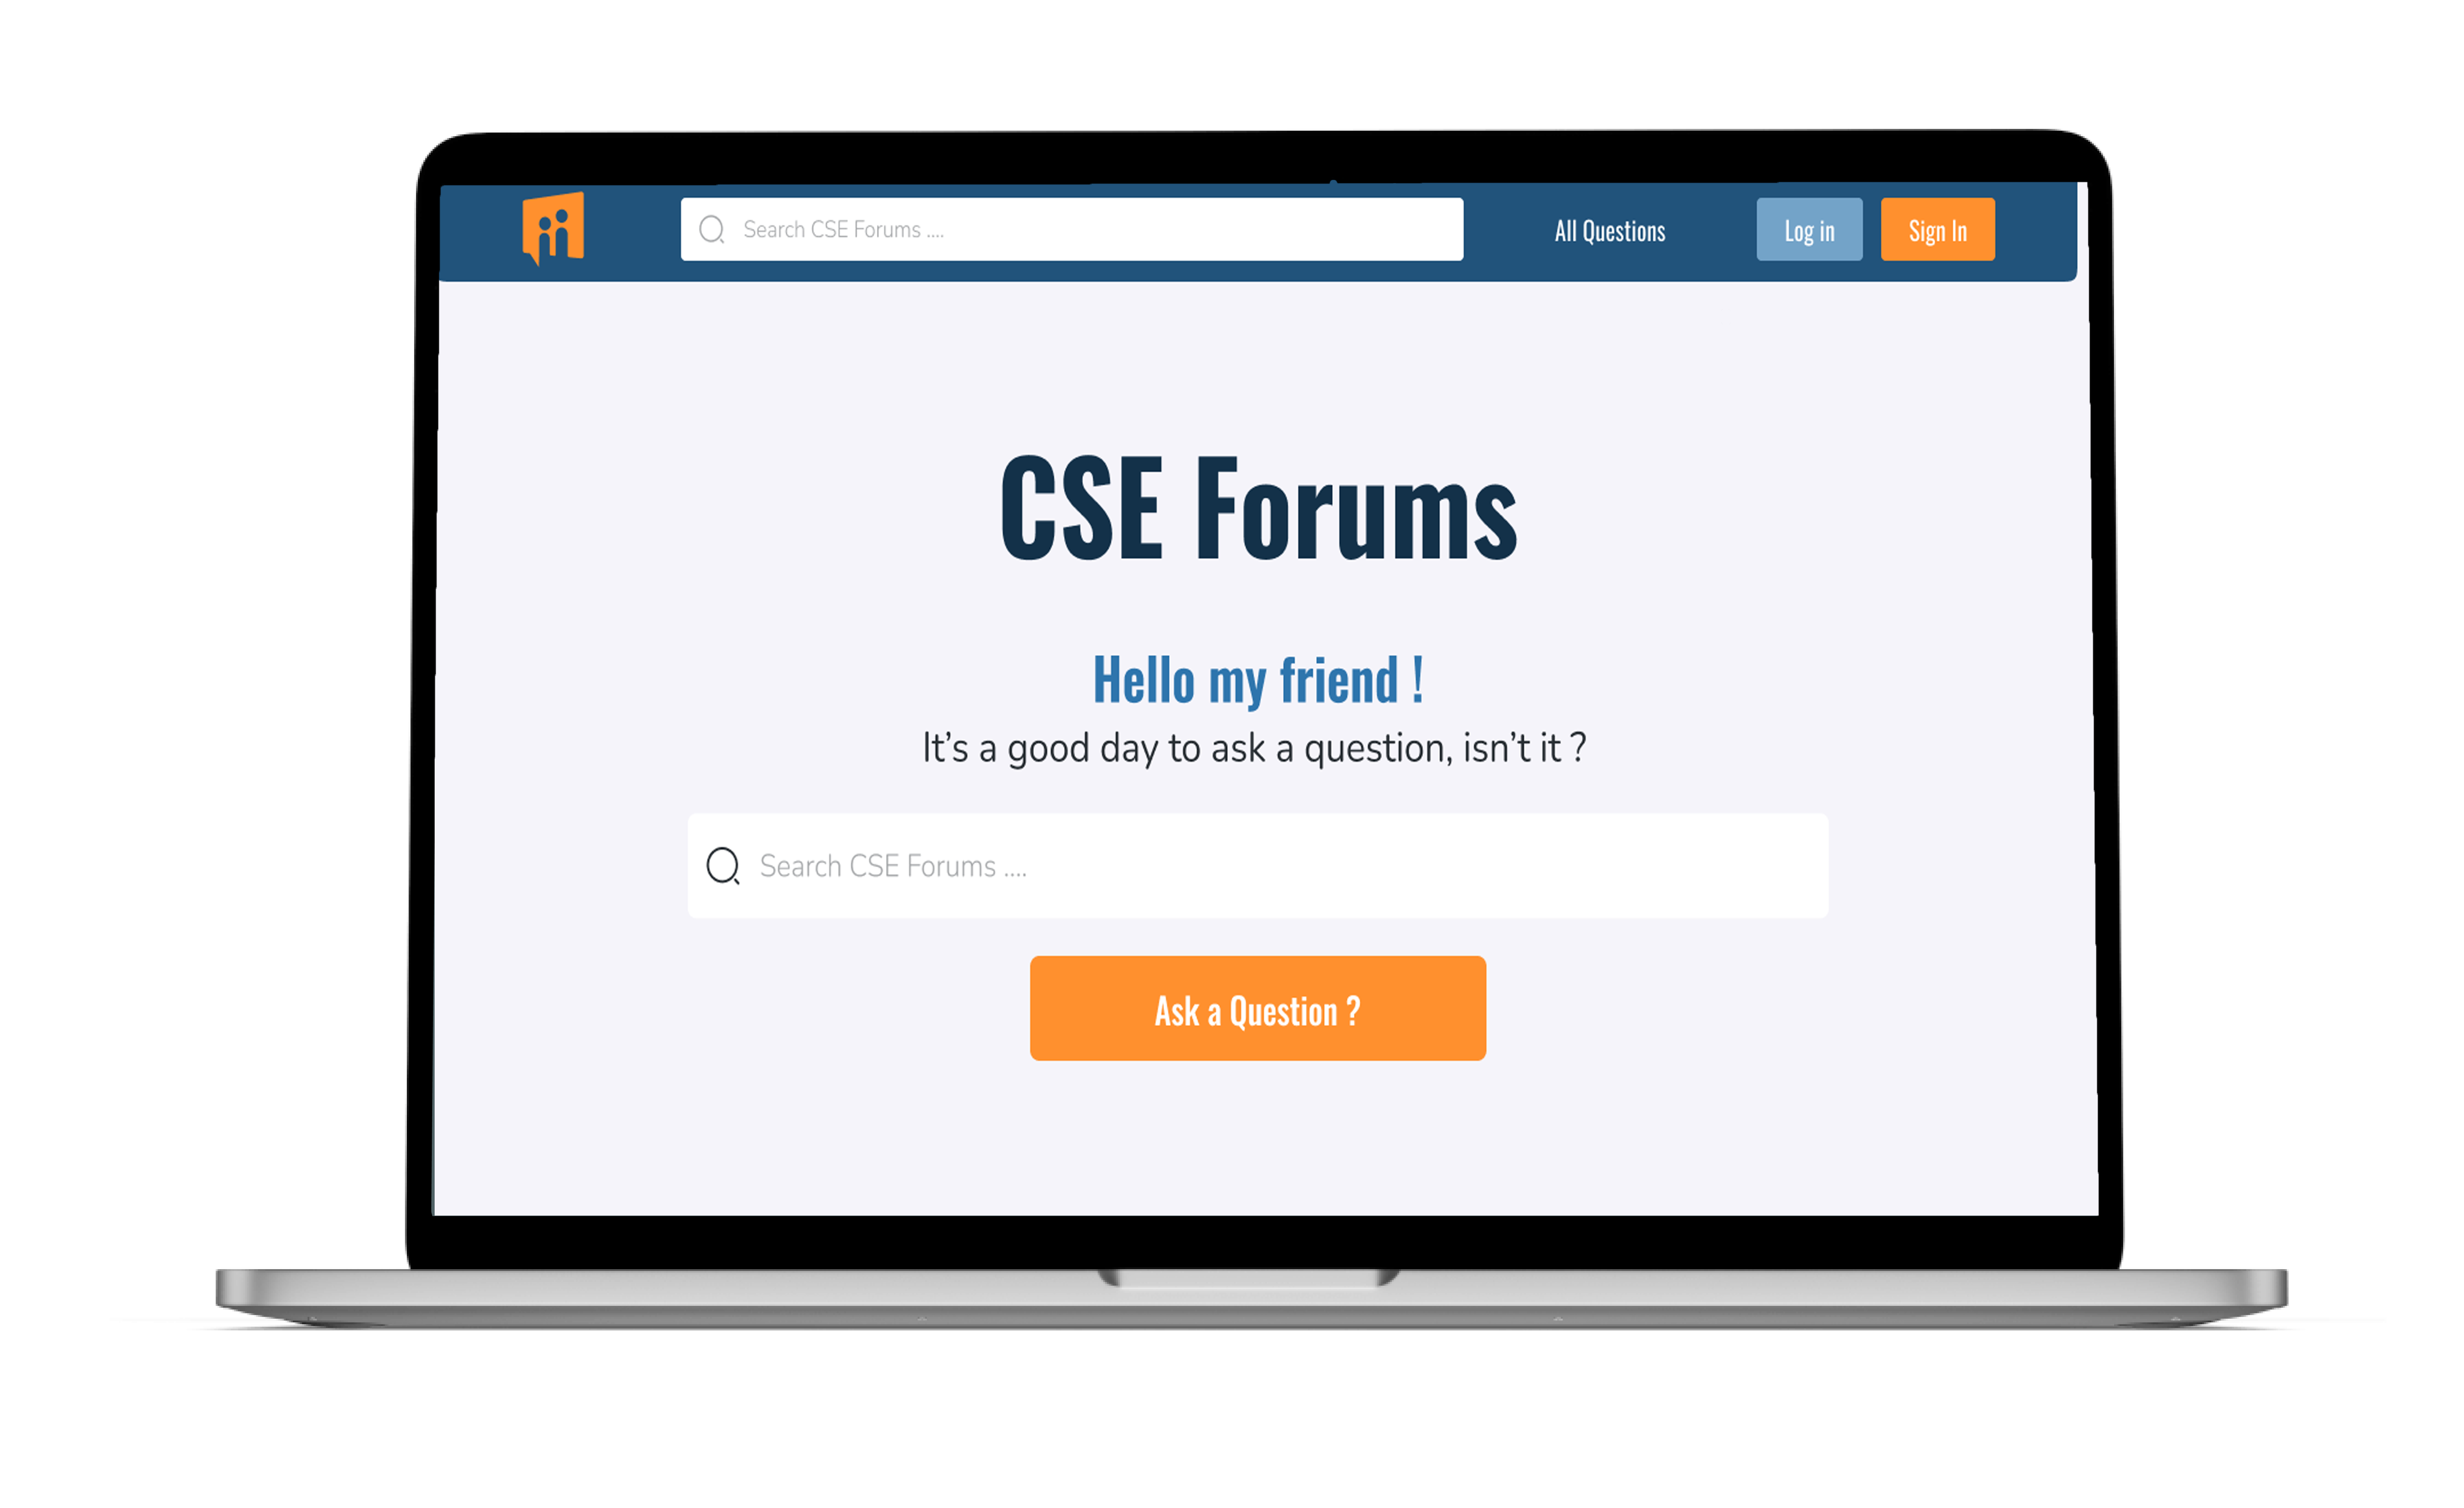 Search CSE Forums ....
All Questions
Log in
Sign In
CSE Forums
Hello my friend !
It’s a good day to ask a question, isn’t it ?
Search CSE Forums ....
Ask a Question ?